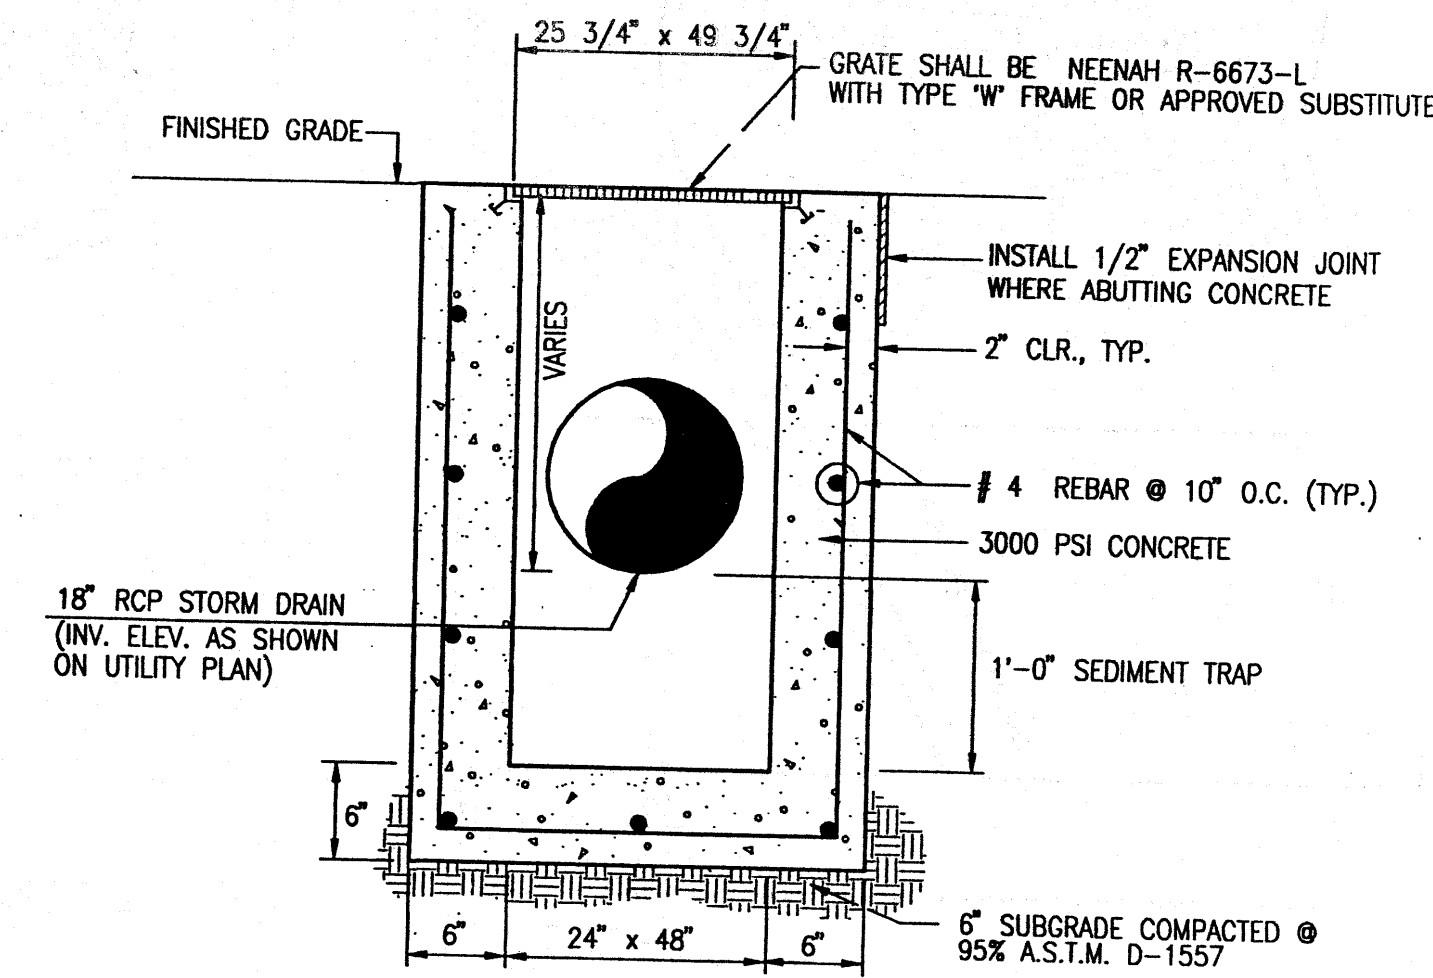 25 3/4" x 49 3/4"
GRATE SHALL BE NEENAH R-6673-L
WITH TYPE 'W' FRAME OR APPROVED SUBSTITUTE
FINISHED GRADE
INSTALL 1/2" EXPANSION JOINT
WHERE ABUTTING CONCRETE
VARIES
2" CLR., TYP.
# 4 REBAR @ 10" O.C. (TYP.)
3000 PSI CONCRETE
18" RCP STORM DRAIN
(INV. ELEV. AS SHOWN
ON UTILITY PLAN)
1'-0" SEDIMENT TRAP
6"
6"
24" x 48"
6"
6" SUBGRADE COMPACTED @
95% A.S.T.M. D-1557